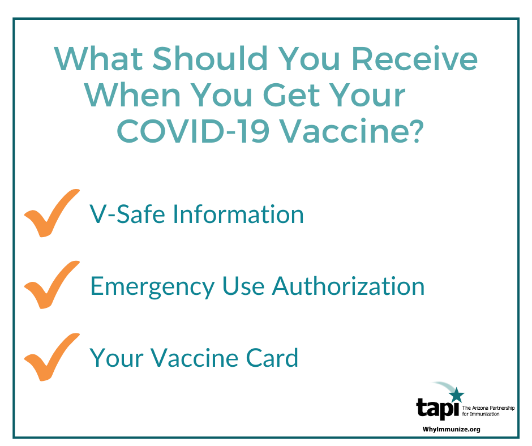 What Should You Receive
When You Get Your
COVID-19 Vaccine?
V-Safe Information
Emergency Use Authorization
Your Vaccine Card
tapi The Arizona Partnership
for Immunization
WhyImmunize.org